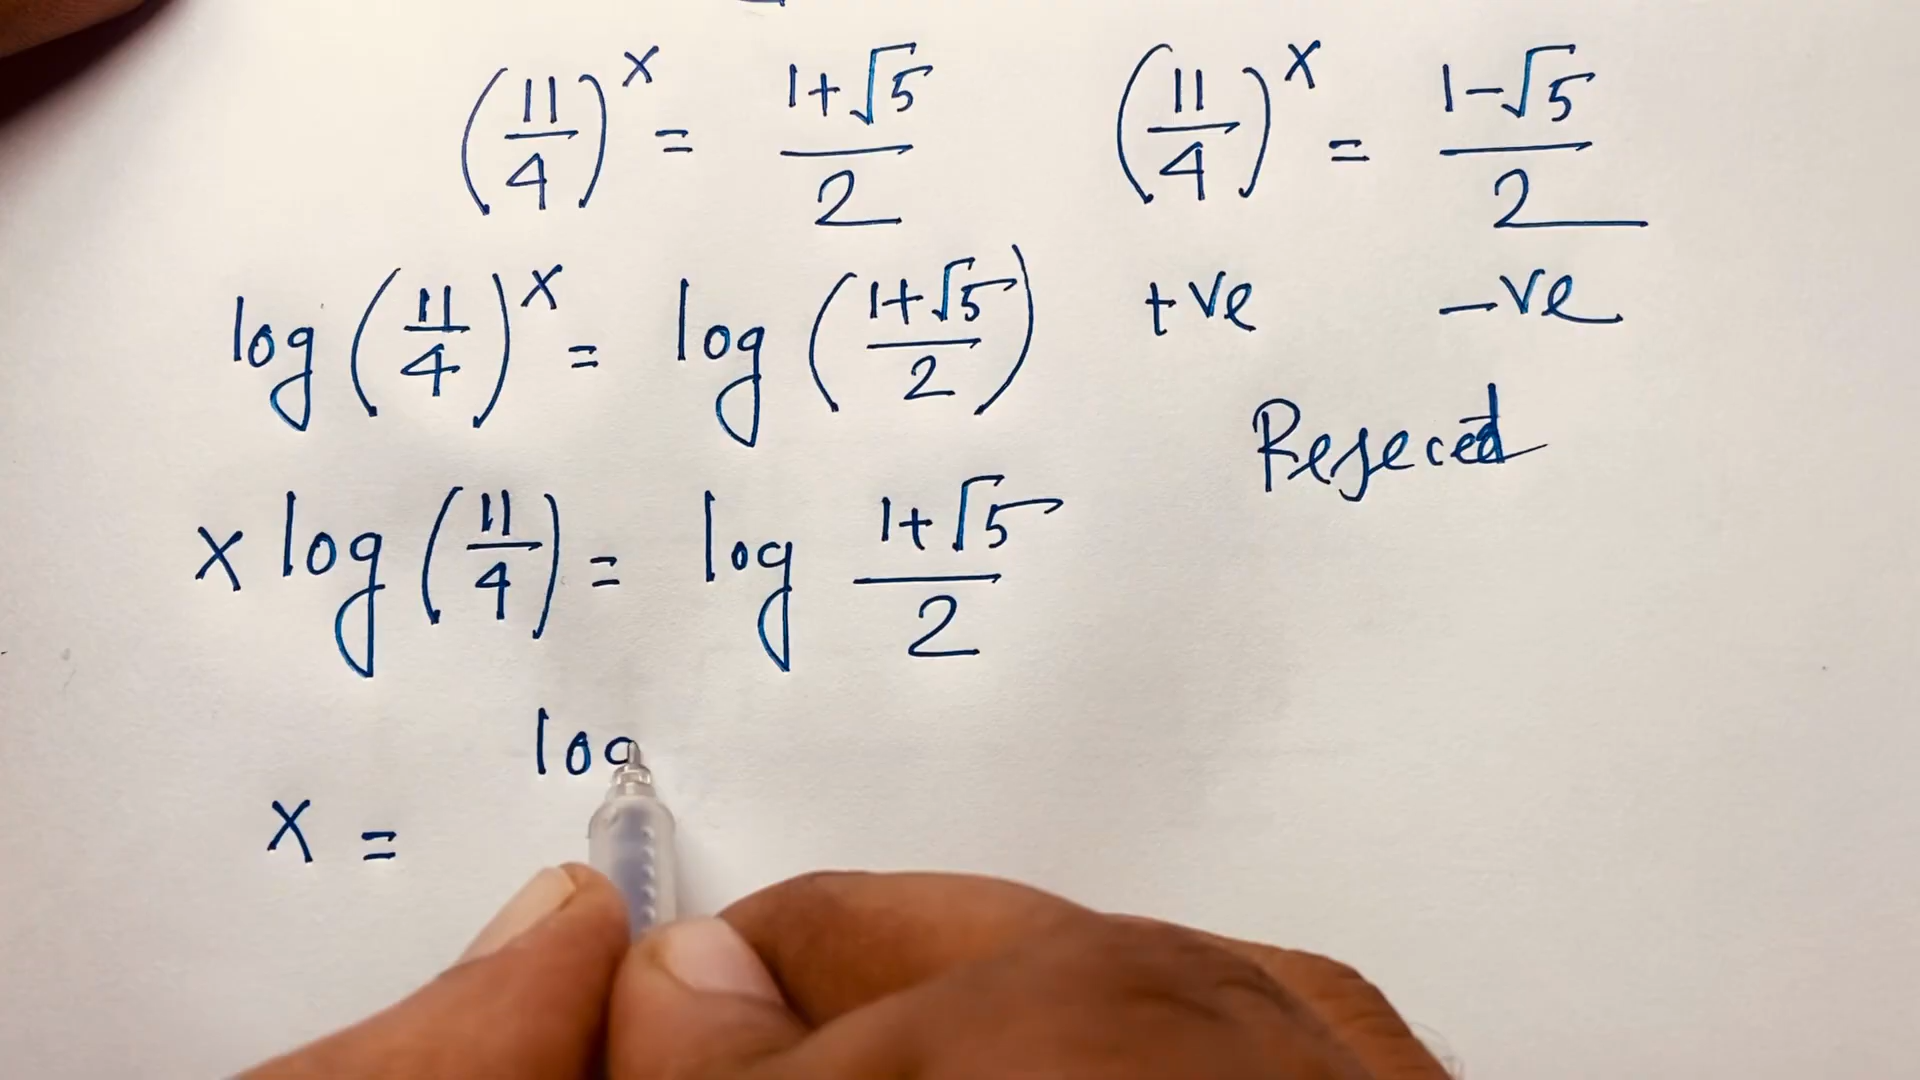 (11/4)^x = (1+√5)/2    (11/4)^x = (1-√5)/2
log (11/4)^x = log ((1+√5)/2)    +ve    -ve
Rejeced
x log (11/4) = log (1+√5)/2
x = log